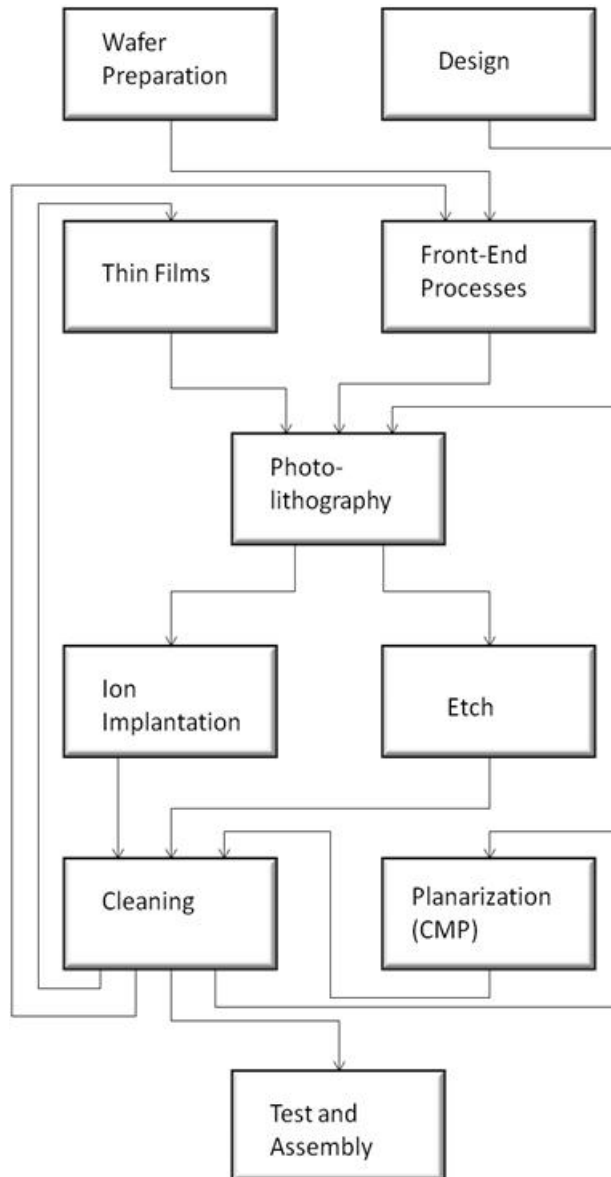 Wafer
Preparation
Design
Thin Films
Front-End
Processes
Photo-
lithography
Ion
Implantation
Etch
Cleaning
Planarization
(CMP)
Test and
Assembly